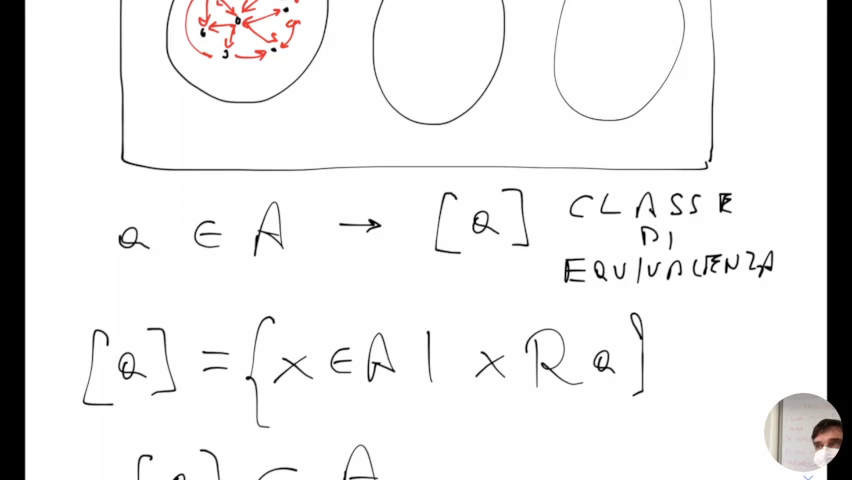 a ∈ A → [a] CLASSE
DI
EQUIVALENZA
[a] = { x ∈ A | x R a }
[a] ⊂ A